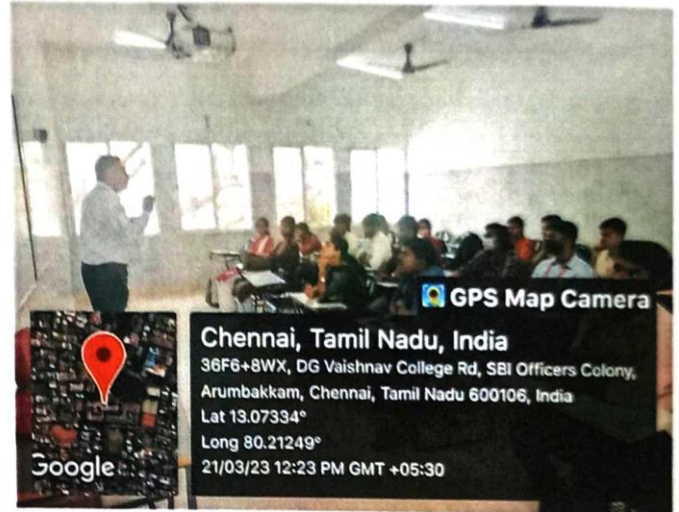 GPS Map Camera
Chennai, Tamil Nadu, India
36F6+8WX, DG Vaishnav College Rd, SBI Officers Colony,
Arumbakkam, Chennai, Tamil Nadu 600106, India
Lat 13.07334°
Long 80.21249°
21/03/23 12:23 PM GMT +05:30
Google